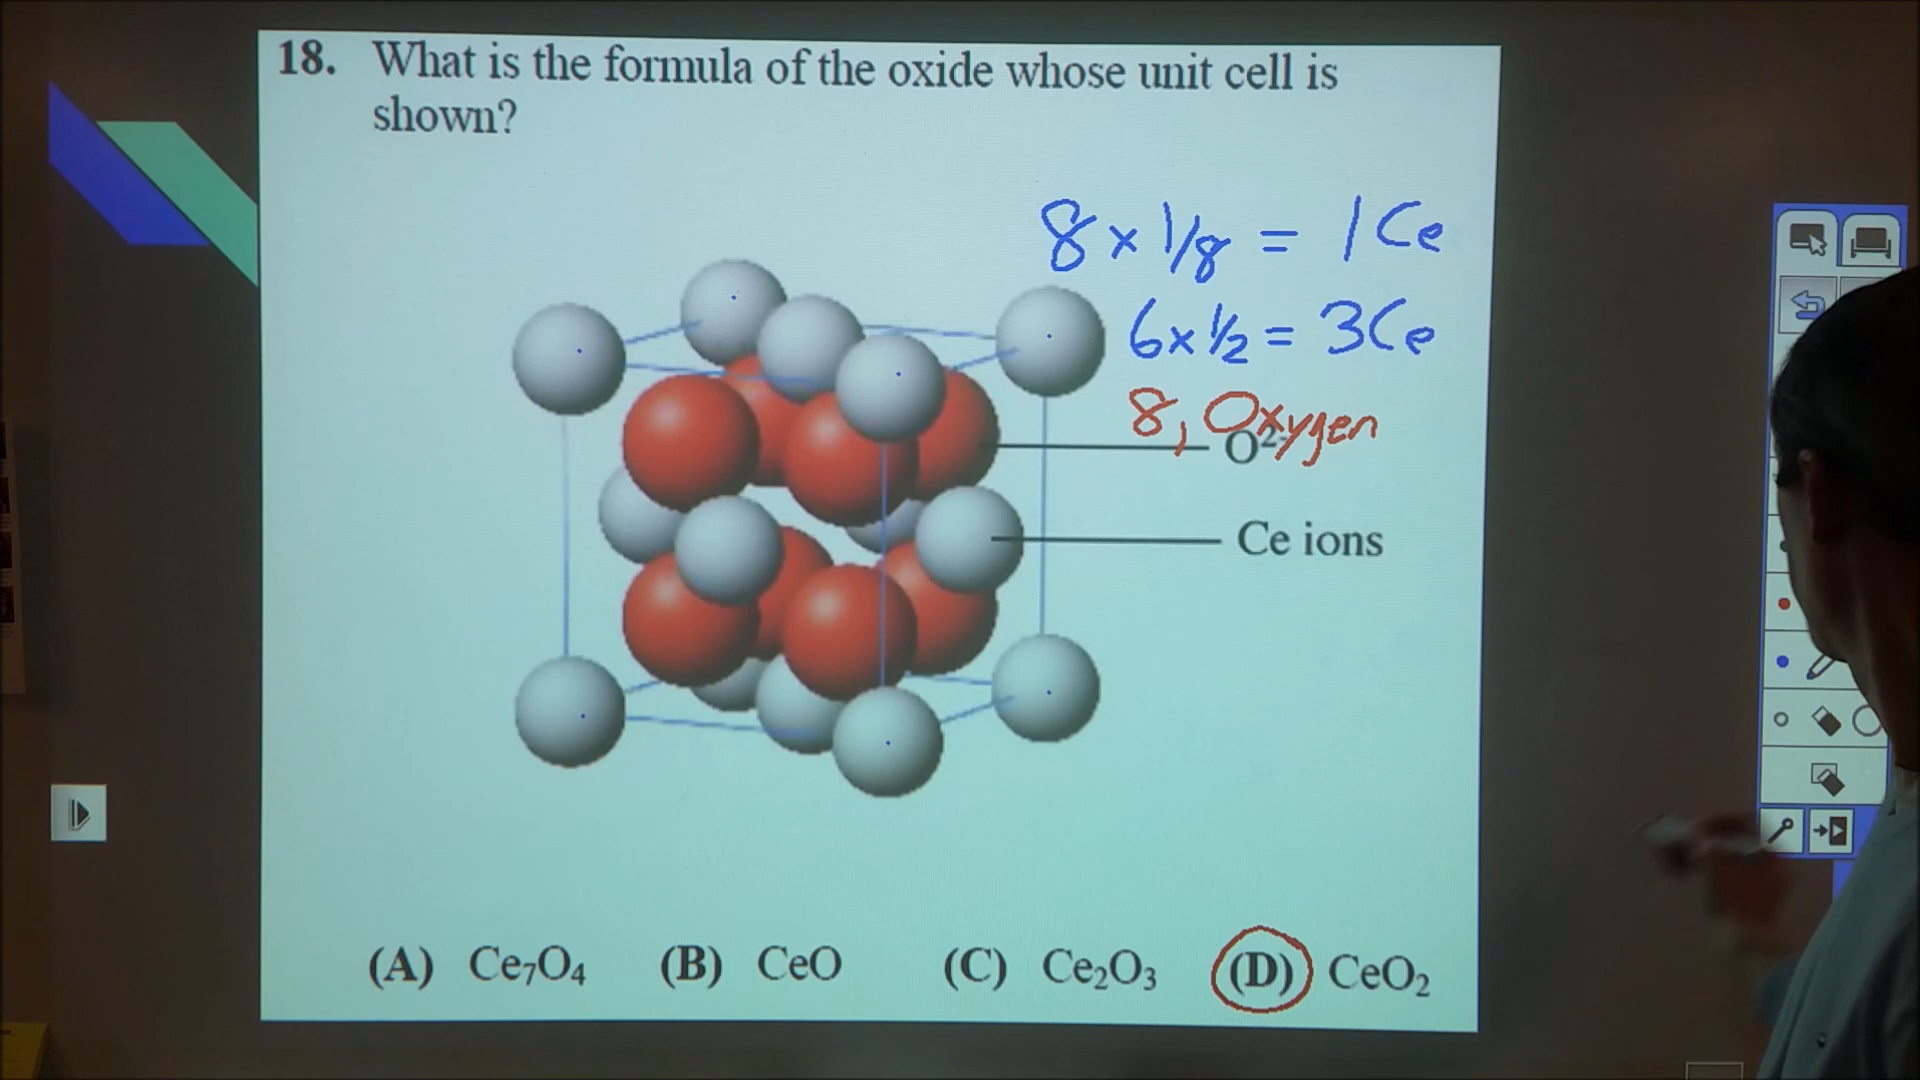 18. What is the formula of the oxide whose unit cell is
shown?
8 x 1/8 = 1 Ce
6 x 1/2 = 3 Ce
8, Oxygen
O²⁻
Ce ions
(A) Ce₇O₄ (B) CeO (C) Ce₂O₃ (D) CeO₂